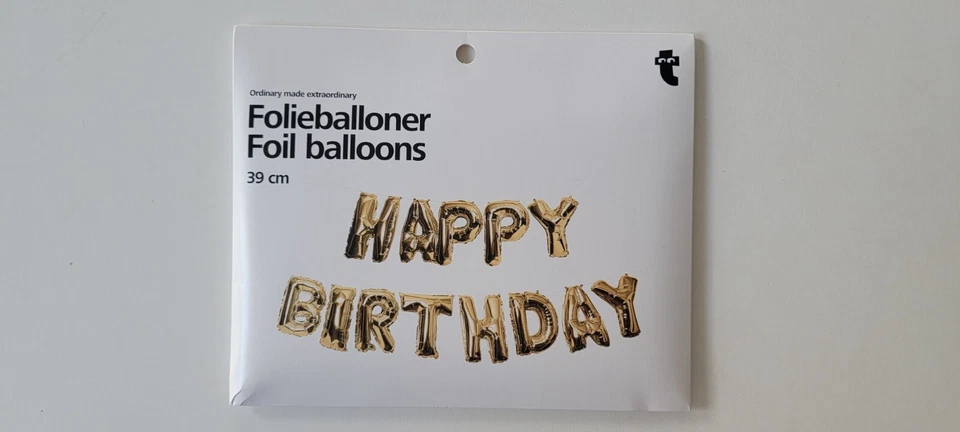 Ordinary made extraordinary
Folieballoner
Foil balloons
39 cm
HAPPY
BIRTHDAY